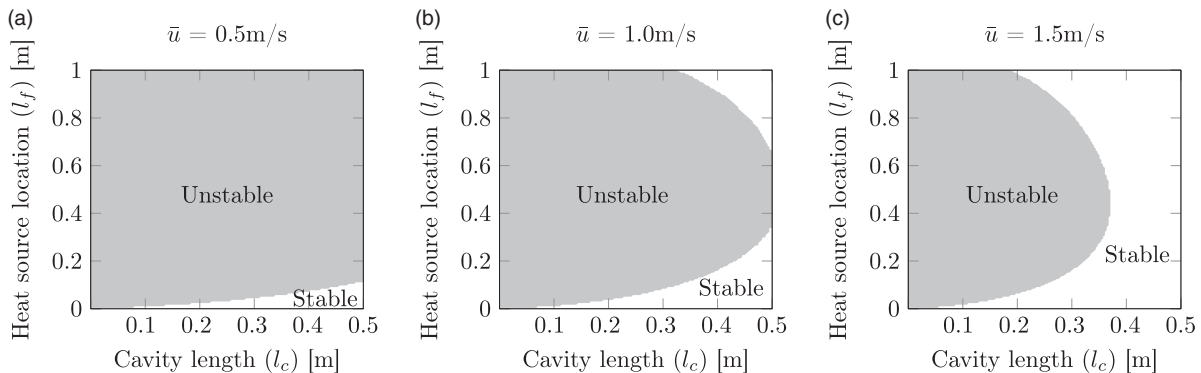 (a)
ū = 0.5m/s
Heat source location (l_f) [m]
1
0.8
0.6
0.4
0.2
0
Unstable
Stable
0.1 0.2 0.3 0.4 0.5
Cavity length (l_c) [m]
(b)
ū = 1.0m/s
Heat source location (l_f) [m]
1
0.8
0.6
0.4
0.2
0
Unstable
Stable
0.1 0.2 0.3 0.4 0.5
Cavity length (l_c) [m]
(c)
ū = 1.5m/s
Heat source location (l_f) [m]
1
0.8
0.6
0.4
0.2
0
Unstable
Stable
0.1 0.2 0.3 0.4 0.5
Cavity length (l_c) [m]